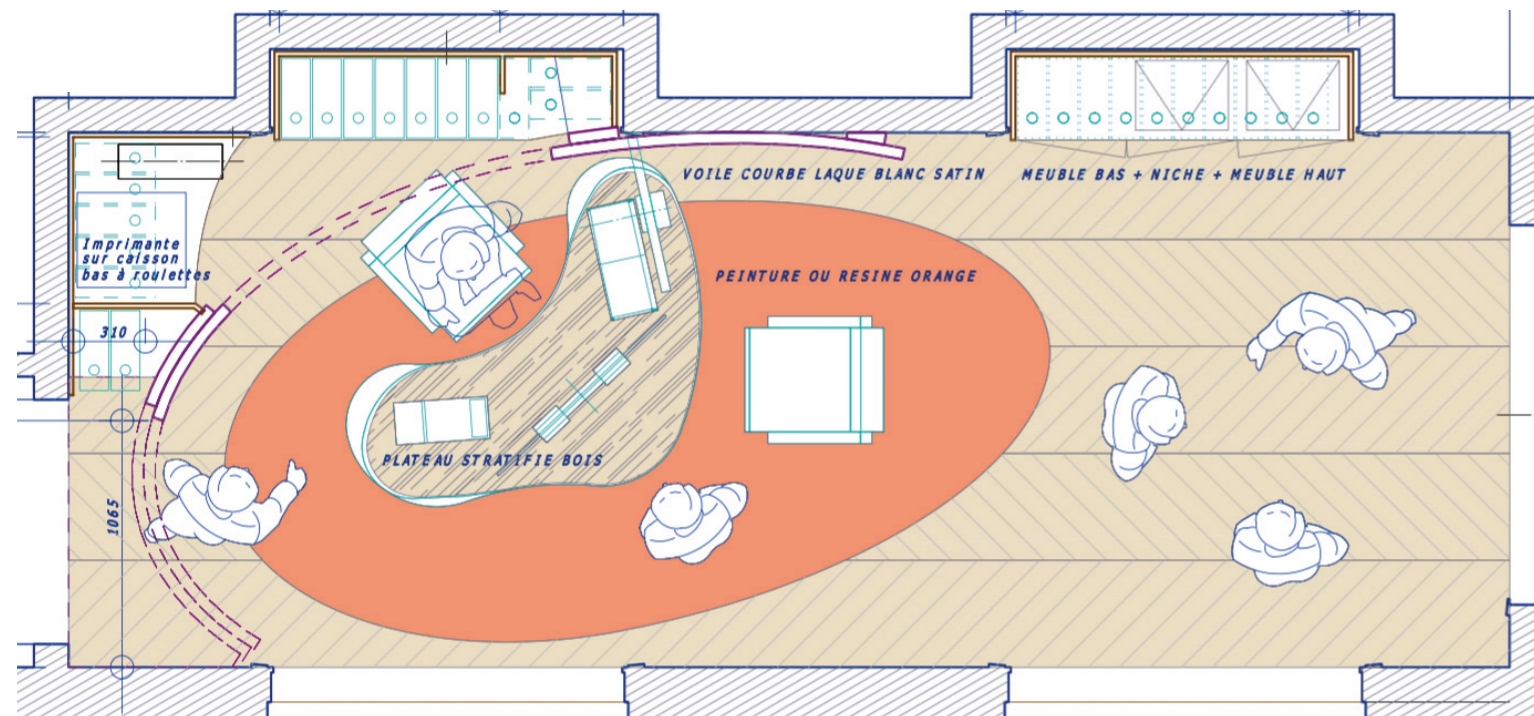 VOILE COURBE LAQUE BLANC SATIN
MEUBLE BAS + NICHE + MEUBLE HAUT
Imprimante
sur caisson
bas à roulettes
PEINTURE OU RESINE ORANGE
310
PLATEAU STRATIFIE BOIS
1065